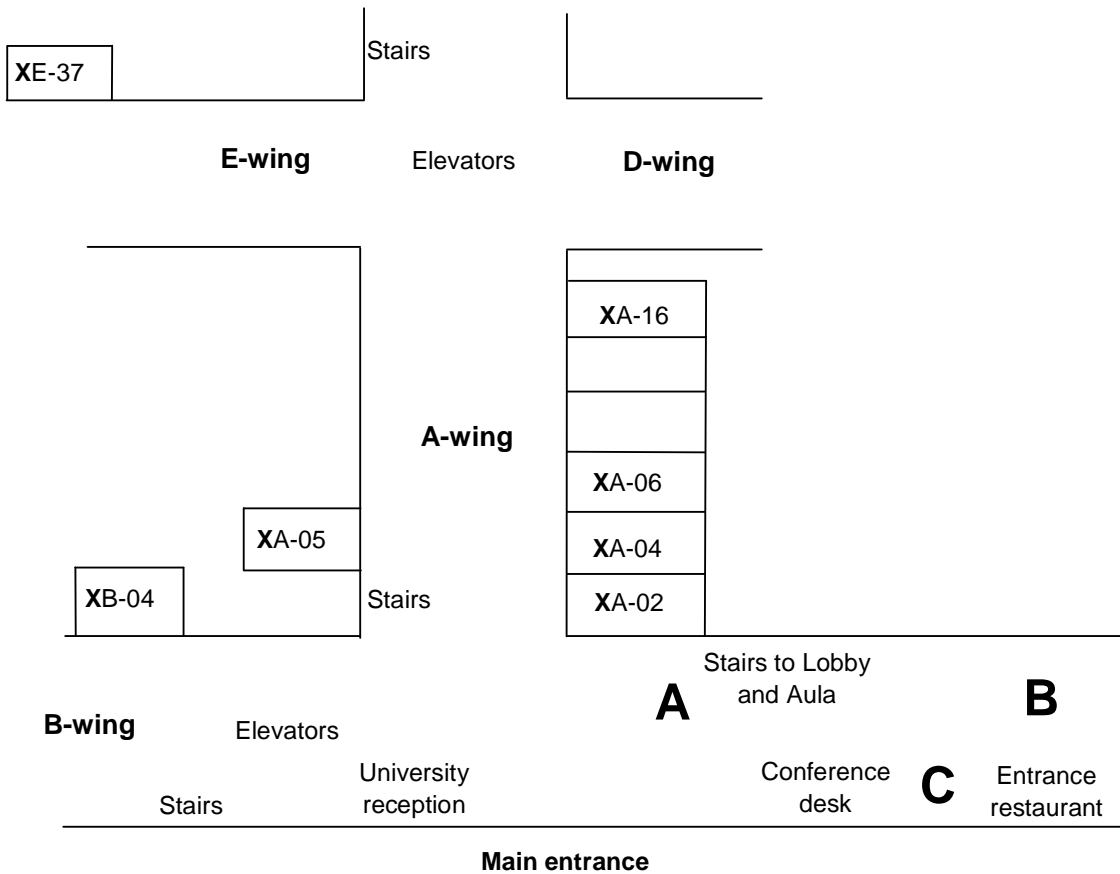 Stairs
XE-37
E-wing
Elevators
D-wing
XA-16
A-wing
XA-06
XA-05
XA-04
XB-04
Stairs
XA-02
Stairs to Lobby
and Aula
A
B
B-wing
Elevators
University
reception
Conference
desk
C
Entrance
restaurant
Stairs
Main entrance